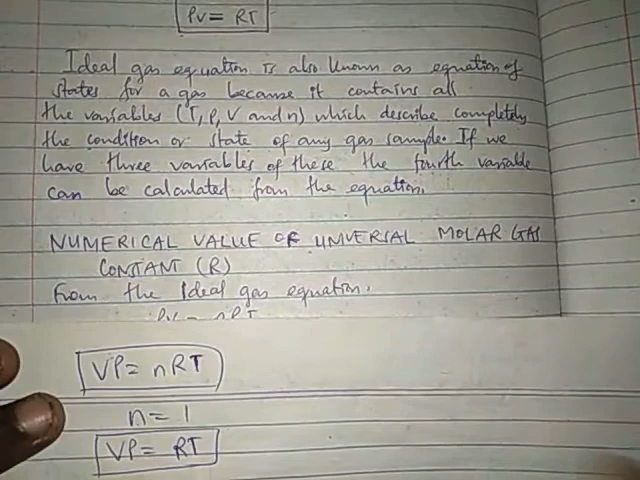 PV = RT
Ideal gas equation is also known as equation of
states for a gas because it contains all
the variables (T, P, V and n) which describe completely
the condition or state of any gas sample. If we
have three variables of these the fourth variable
can be calculated from the equation.
NUMERICAL VALUE OF UNIVERSAL MOLAR GAS
CONTANT (R)
From the Ideal gas equation.
PV = nRT
VP = nRT
n = 1
VP = RT